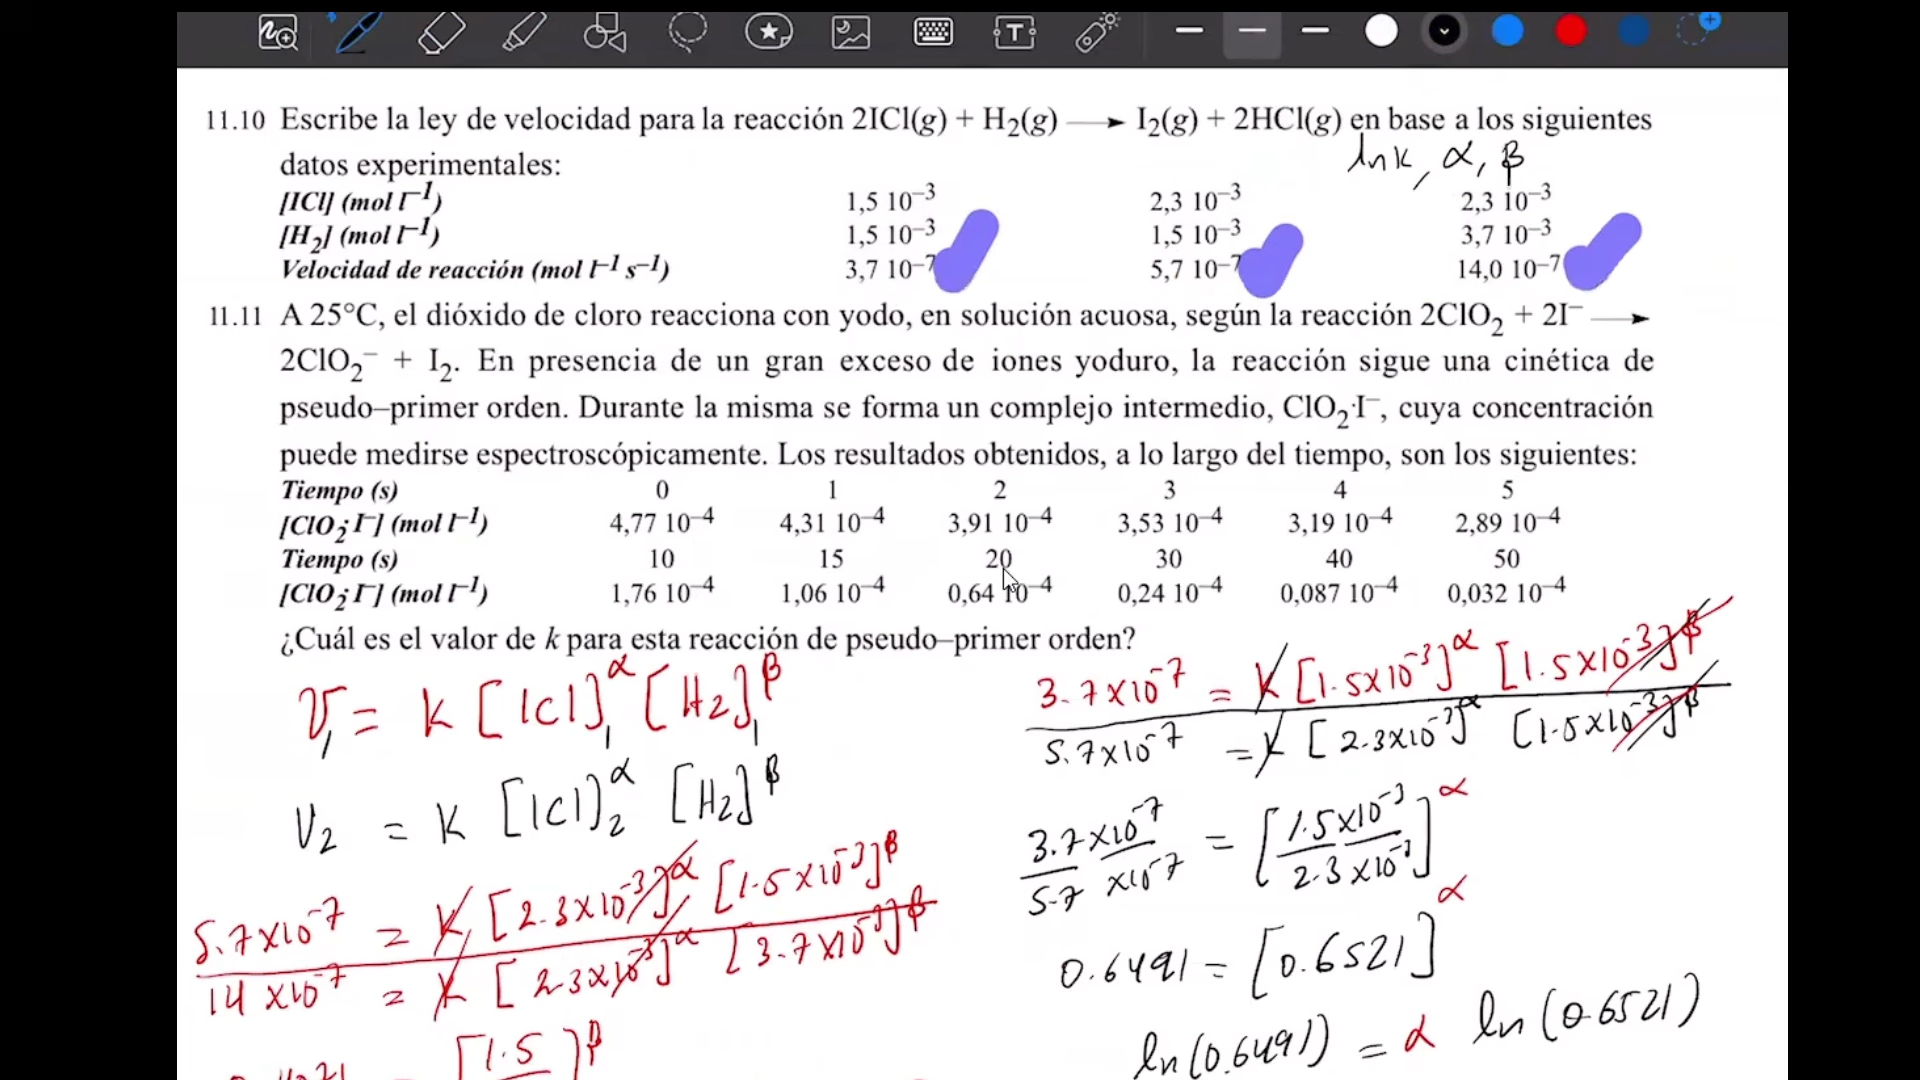 11.10 Escribe la ley de velocidad para la reacción 2ICl(g) + H₂(g) ⟶ I₂(g) + 2HCl(g) en base a los siguientes
datos experimentales:
ln k, α, β
[ICl] (mol l⁻¹) 1,5 10⁻³ 2,3 10⁻³ 2,3 10⁻³
[H₂] (mol l⁻¹) 1,5 10⁻³ 1,5 10⁻³ 3,7 10⁻³
Velocidad de reacción (mol l⁻¹ s⁻¹) 3,7 10⁻⁷ 5,7 10⁻⁷ 14,0 10⁻⁷
11.11 A 25°C, el dióxido de cloro reacciona con yodo, en solución acuosa, según la reacción 2ClO₂ + 2I⁻ ⟶
2ClO₂⁻ + I₂. En presencia de un gran exceso de iones yoduro, la reacción sigue una cinética de
pseudo–primer orden. Durante la misma se forma un complejo intermedio, ClO₂·I⁻, cuya concentración
puede medirse espectroscópicamente. Los resultados obtenidos, a lo largo del tiempo, son los siguientes:
Tiempo (s) 0 1 2 3 4 5
[ClO₂·I⁻] (mol l⁻¹) 4,77 10⁻⁴ 4,31 10⁻⁴ 3,91 10⁻⁴ 3,53 10⁻⁴ 3,19 10⁻⁴ 2,89 10⁻⁴
Tiempo (s) 10 15 20 30 40 50
[ClO₂·I⁻] (mol l⁻¹) 1,76 10⁻⁴ 1,06 10⁻⁴ 0,64 10⁻⁴ 0,24 10⁻⁴ 0,087 10⁻⁴ 0,032 10⁻⁴
¿Cuál es el valor de k para esta reacción de pseudo–primer orden?
V₁ = K [ICl]₁^α [H₂]₁^β
V₂ = K [ICl]₂^α [H₂]^β
5.7x10⁻⁷ = K [2.3x10⁻³]^α [1.5x10⁻³]^β
14x10⁻⁷ = K [2.3x10⁻³]^α [3.7x10⁻³]^β
[1.5]^β
3.7x10⁻⁷ = K [1.5x10⁻³]^α [1.5x10⁻³]^β
5.7x10⁻⁷ = K [2.3x10⁻³]^α [1.5x10⁻³]^β
3.7x10⁻⁷ = [1.5x10⁻³]^α
5.7x10⁻⁷ 2.3x10⁻³
0.6491 = [0.6521]^α
ln(0.6491) = α ln(0.6521)